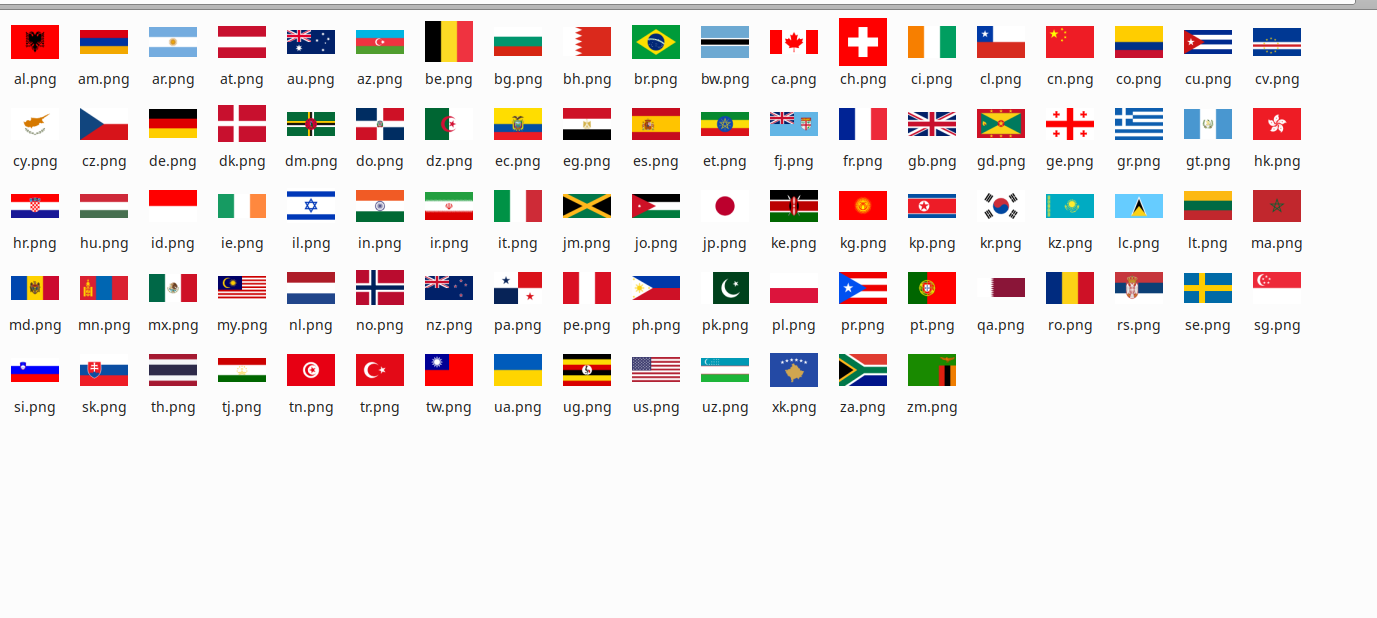 al.png am.png ar.png at.png au.png az.png be.png bg.png bh.png br.png bw.png ca.png ch.png ci.png cl.png cn.png co.png cu.png cv.png
cy.png cz.png de.png dk.png dm.png do.png dz.png ec.png eg.png es.png et.png fj.png fr.png gb.png gd.png ge.png gr.png gt.png hk.png
hr.png hu.png id.png ie.png il.png in.png ir.png it.png jm.png jo.png jp.png ke.png kg.png kp.png kr.png kz.png lc.png lt.png ma.png
md.png mn.png mx.png my.png nl.png no.png nz.png pa.png pe.png ph.png pk.png pl.png pr.png pt.png qa.png ro.png rs.png se.png sg.png
si.png sk.png th.png tj.png tn.png tr.png tw.png ua.png ug.png us.png uz.png xk.png za.png zm.png